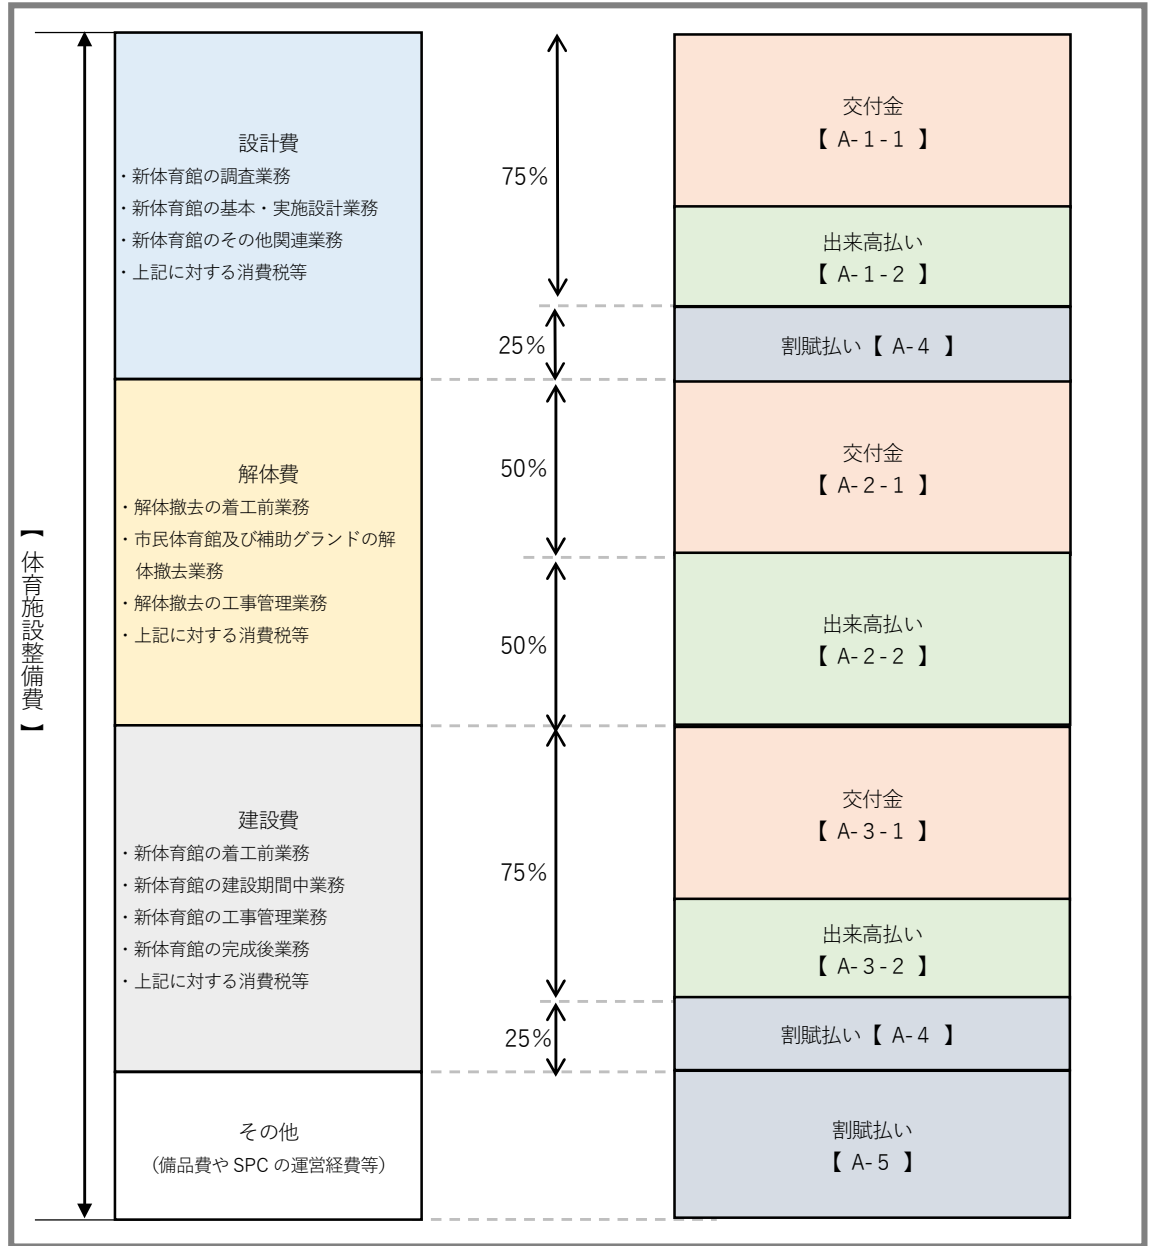 【体育施設整備費】
設計費
・新体育館の調査業務
・新体育館の基本・実施設計業務
・新体育館のその他関連業務
・上記に対する消費税等
解体費
・解体撤去の着工前業務
・市民体育館及び補助グランドの解
体撤去業務
・解体撤去の工事管理業務
・上記に対する消費税等
建設費
・新体育館の着工前業務
・新体育館の建設期間中業務
・新体育館の工事管理業務
・新体育館の完成後業務
・上記に対する消費税等
その他
（備品費や SPC の運営経費等）
75%
25%
50%
50%
75%
25%
交付金
【 A-1-1 】
出来高払い
【 A-1-2 】
割賦払い【 A-4 】
交付金
【 A-2-1 】
出来高払い
【 A-2-2 】
交付金
【 A-3-1 】
出来高払い
【 A-3-2 】
割賦払い【 A-4 】
割賦払い
【 A-5 】